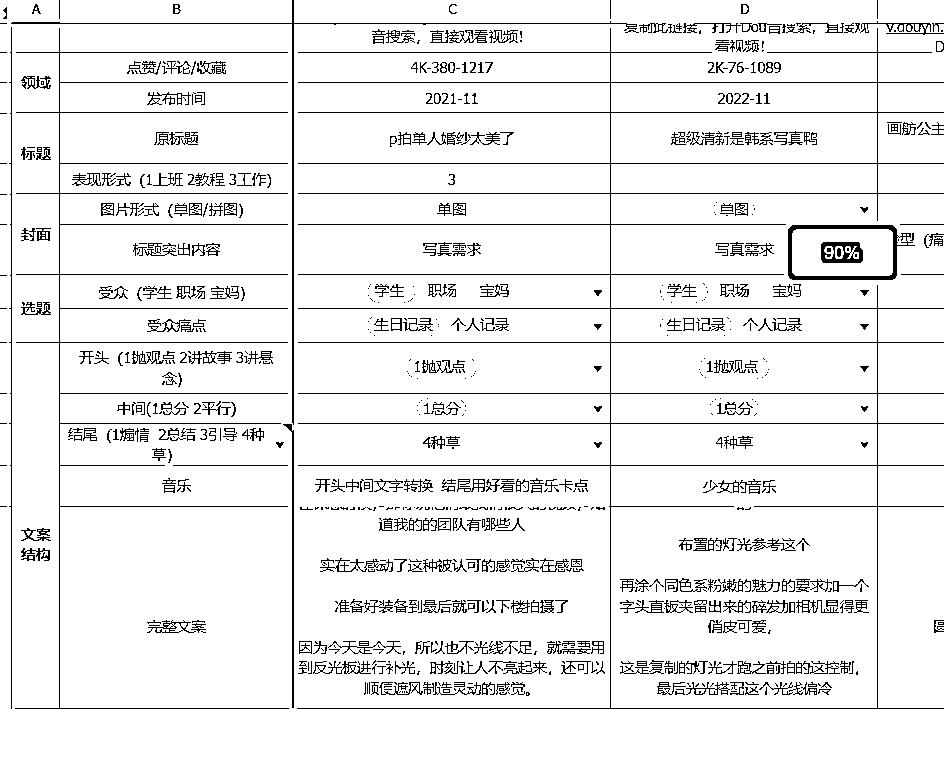 A B C D
音搜索，直接观看视频！
复制此链接，打开Dou音搜索，直接观
看视频！
v.douyin.
D
领域
点赞/评论/收藏 4K-380-1217 2K-76-1089
发布时间 2021-11 2022-11
标题
原标题 p拍单人婚纱太美了 超级清新是韩系写真鸭 画舫公主
表现形式（1上班 2教程 3工作） 3
封面
图片形式（单图/拼图） 单图 单图
标题突出内容 写真需求 写真需求
型（痛
90%
选题
受众（学生 职场 宝妈） 学生 职场 宝妈 学生 职场 宝妈
受众痛点 生日记录 个人记录 生日记录 个人记录
文案
结构
开头（1抛观点 2讲故事 3讲悬
念） 1抛观点 1抛观点
中间(1总分 2平行) 1总分 1总分
结尾（1煽情 2总结 3引导 4种
草） 4种草 4种草
音乐 开头中间文字转换 结尾用好看的音乐卡点 少女的音乐
完整文案
道我的的团队有哪些人
实在太感动了这种被认可的感觉实在感恩
准备好装备到最后就可以下楼拍摄了
因为今天是今天，所以也不光线不足，就需要用
到反光板进行补光，时刻让人不亮起来，还可以
顺便遮风制造灵动的感觉。
的
布置的灯光参考这个
再涂个同色系粉嫩的魅力的要求加一个
字头直板夹留出来的碎发加相机显得更
俏皮可爱，
这是复制的灯光才跑之前拍的这控制，
最后光光搭配这个光线偏冷